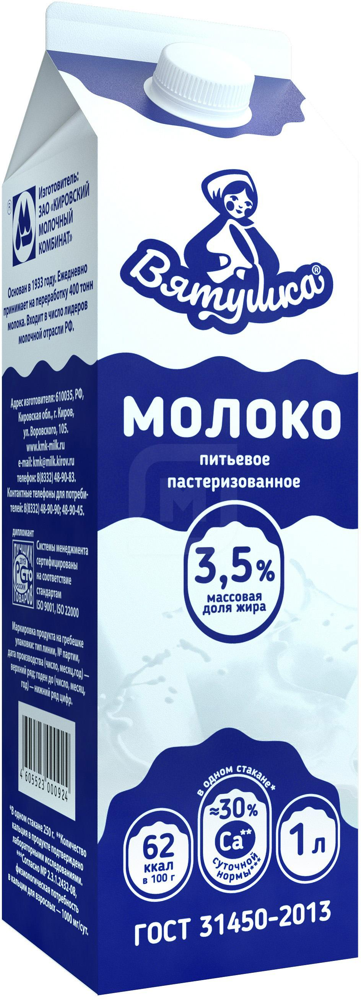 Вятушка®
МОЛОКО
питьевое
пастеризованное
3,5%
массовая
доля жира
62
ккал
в 100 г
в одном стакане*
≈30%
Ca**
суточной
нормы***
1 л
ГОСТ 31450-2013
®
Изготовитель:
ЗАО «КИРОВСКИЙ
МОЛОЧНЫЙ
КОМБИНАТ»
Основан в 1933 году. Ежедневно
принимает на переработку 400 тонн
молока. Входит в число лидеров
молочной отрасли РФ.
Адрес изготовителя: 610035, РФ,
Кировская обл., г. Киров,
ул. Воровского, 105.
www.kmk-milk.ru
e-mail: kmk@milk.kirov.ru
телефон: 8(8332) 48-90-83.
Контактные телефоны для потреби-
телей: 8(8332) 48-90-90; 48-90-45.
дипломант
ЛУЧШИХ
2019
СТО
РОССИИ
ТОВАРОВ
Системы менеджмента
сертифицированы
на соответствие
стандартам
ISO 9001, ISO 22000
Маркировка продукта на гребешке
упаковки: тип линии, № партии,
дата производства (число, месяц,год) —
верхний ряд; годен до (число, месяц,
год) — нижний ряд цифр.
4 605523 000924
*В одном стакане 250 г. **Количество
кальция в продукте подтверждено
лабораторными исследованиями.
***Согласно МР 2.3.1.2432-08,
физиологическая потребность
в кальции для взрослых — 1000 мг/сут.